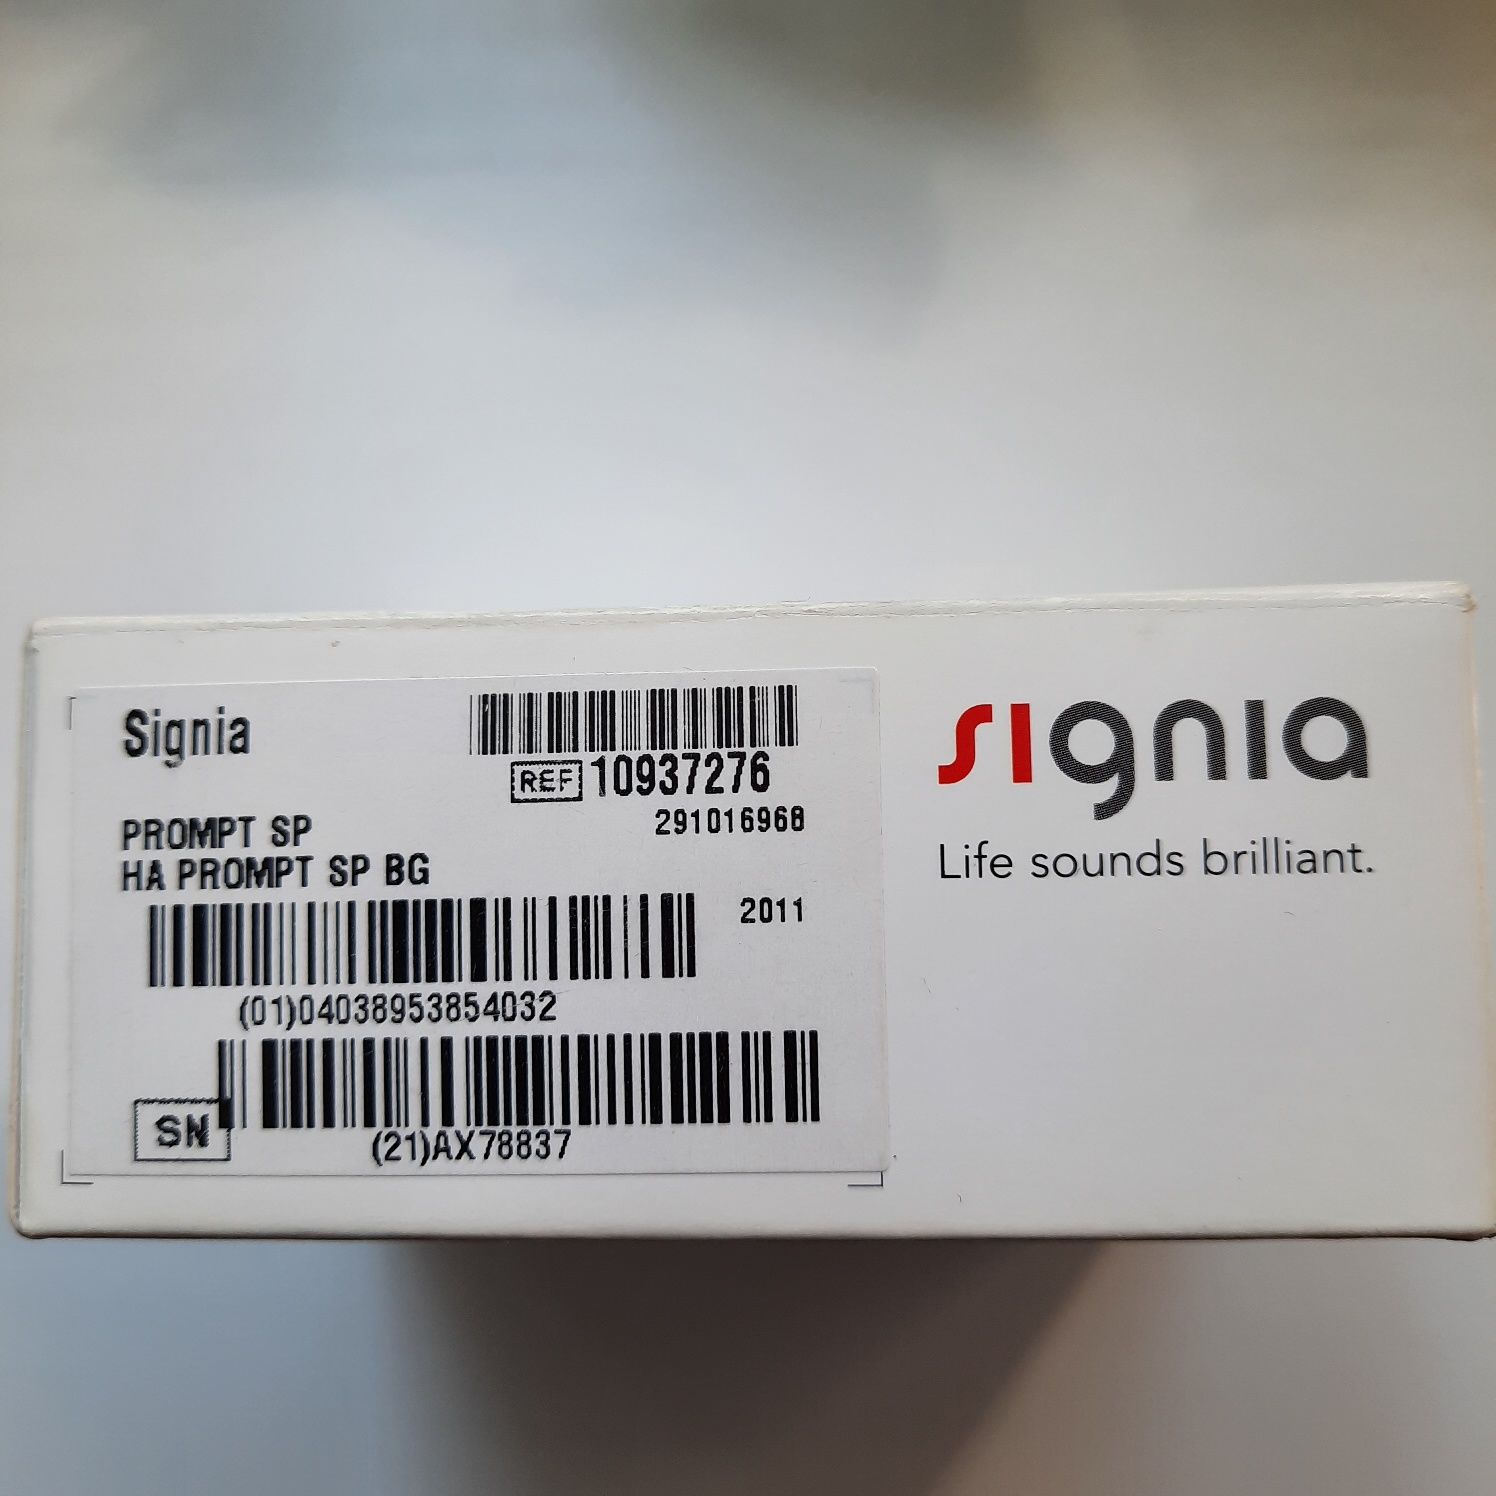 Signia
REF 10937276
291016968
PROMPT SP
HA PROMPT SP BG
2011
(01)04038953854032
SN
(21)AX78837
signia
Life sounds brilliant.